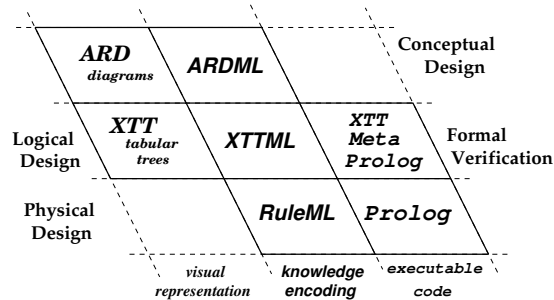 ARD
diagrams
ARDML
Conceptual
Design
Logical
Design
XTT
tabular
trees
XTTML
XTT
Meta
Prolog
Formal
Verification
Physical
Design
RuleML
Prolog
visual
representation
knowledge
encoding
executable
code